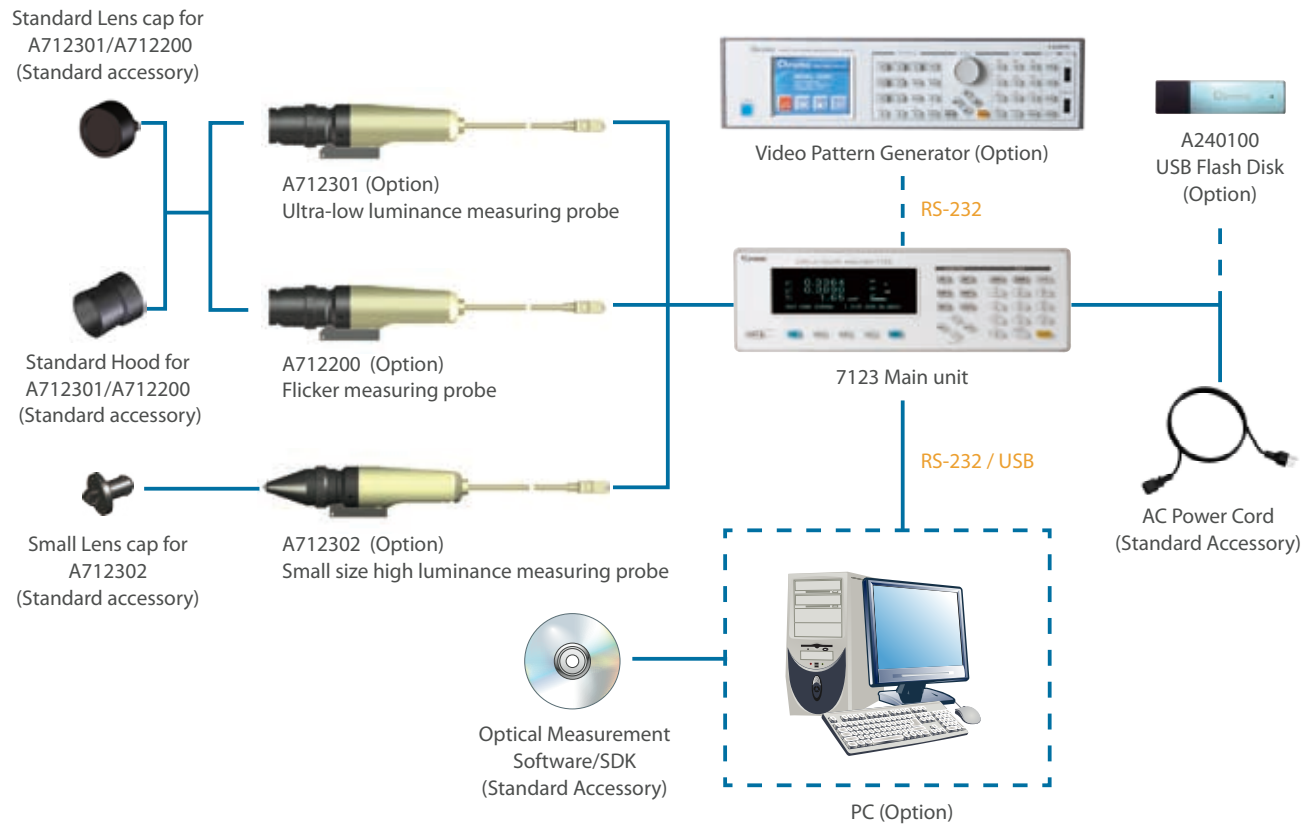 Standard Lens cap for
A712301/A712200
(Standard accessory)
A712301 (Option)
Ultra-low luminance measuring probe
Standard Hood for
A712301/A712200
(Standard accessory)
A712200 (Option)
Flicker measuring probe
Small Lens cap for
A712302
(Standard accessory)
A712302 (Option)
Small size high luminance measuring probe
Video Pattern Generator (Option)
RS-232
7123 Main unit
RS-232 / USB
A240100
USB Flash Disk
(Option)
AC Power Cord
(Standard Accessory)
Optical Measurement
Software/SDK
(Standard Accessory)
PC (Option)